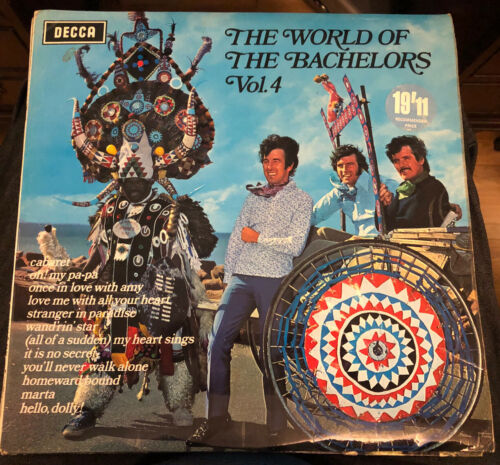 DECCA
THE WORLD OF
THE BACHELORS
Vol. 4
19'11
RECOMMENDED
PRICE
cabaret
oh! my pa-pa
once in love with amy
love me with all your heart
stranger in paradise
wand'rin' star
(all of a sudden) my heart sings
it is no secret
you'll never walk alone
homeward bound
marta
hello, dolly!